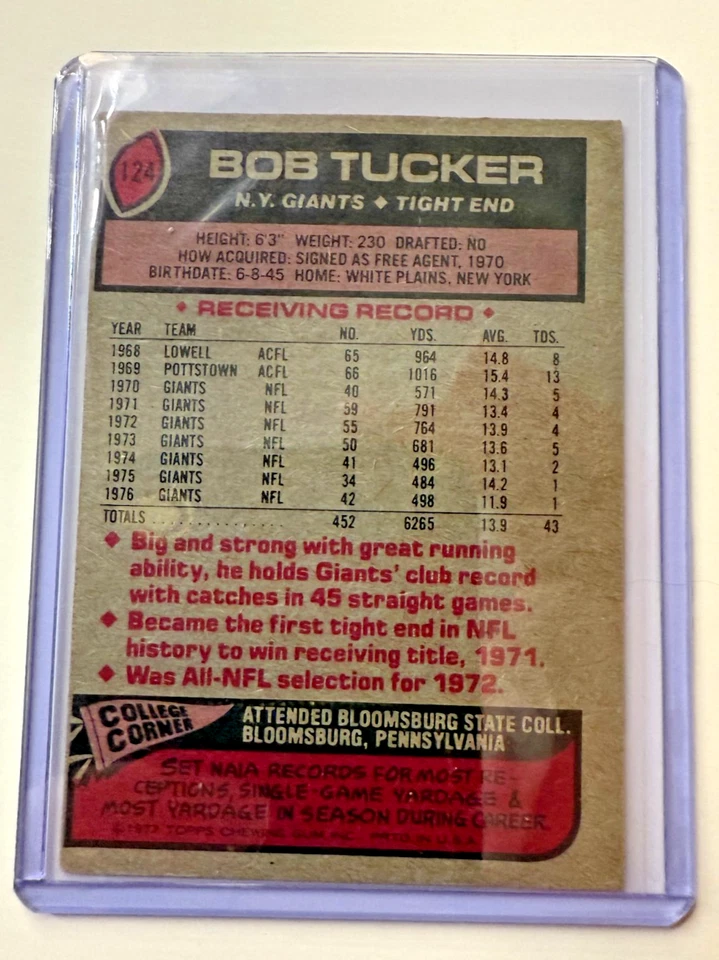 124
BOB TUCKER
N.Y. GIANTS ♦ TIGHT END
HEIGHT: 6'3" WEIGHT: 230 DRAFTED: NO
HOW ACQUIRED: SIGNED AS FREE AGENT, 1970
BIRTHDATE: 6-8-45 HOME: WHITE PLAINS, NEW YORK
♦ RECEIVING RECORD ♦
YEAR TEAM NO. YDS. AVG. TDS.
1968 LOWELL ACFL 65 964 14.8 8
1969 POTTSTOWN ACFL 66 1016 15.4 13
1970 GIANTS NFL 40 571 14.3 5
1971 GIANTS NFL 59 791 13.4 4
1972 GIANTS NFL 55 764 13.9 4
1973 GIANTS NFL 50 681 13.6 5
1974 GIANTS NFL 41 496 13.1 2
1975 GIANTS NFL 34 484 14.2 1
1976 GIANTS NFL 42 498 11.9 1
TOTALS . . . . . . . . . . . . . . . . 452 6265 13.9 43
♦ Big and strong with great running
ability, he holds Giants' club record
with catches in 45 straight games.
♦ Became the first tight end in NFL
history to win receiving title, 1971.
♦ Was All-NFL selection for 1972.
COLLEGE
CORNER
ATTENDED BLOOMSBURG STATE COLL.
BLOOMSBURG, PENNSYLVANIA
SET NAIA RECORDS FOR MOST RE-
CEPTIONS, SINGLE GAME YARDAGE &
MOST YARDAGE IN SEASON DURING CAREER.
© 1977 TOPPS CHEWING GUM INC. PRTD. IN U.S.A.